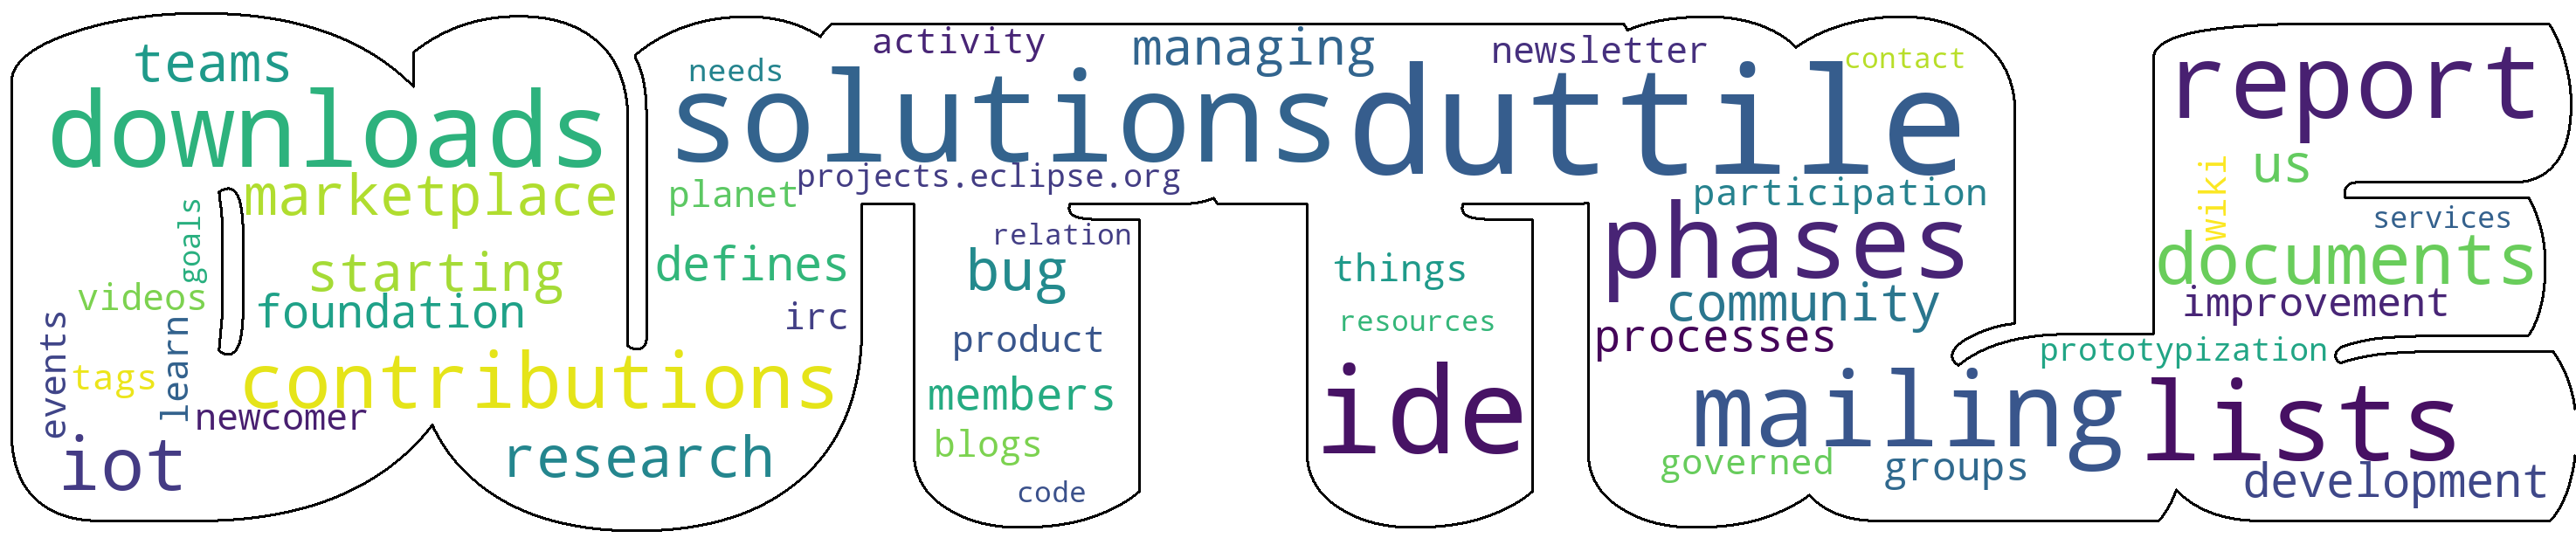 teams
downloads
marketplace
goals
starting
videos
foundation
events
learn
tags
contributions
newcomer
iot
research
activity
managing
newsletter
contact
needs
solutions
duttile
projects.eclipse.org
planet
participation
defines
irc
relation
bug
product
members
blogs
code
things
resources
ide
phases
community
processes
mailing
governed
groups
report
us
wiki
services
documents
improvement
prototypization
lists
development